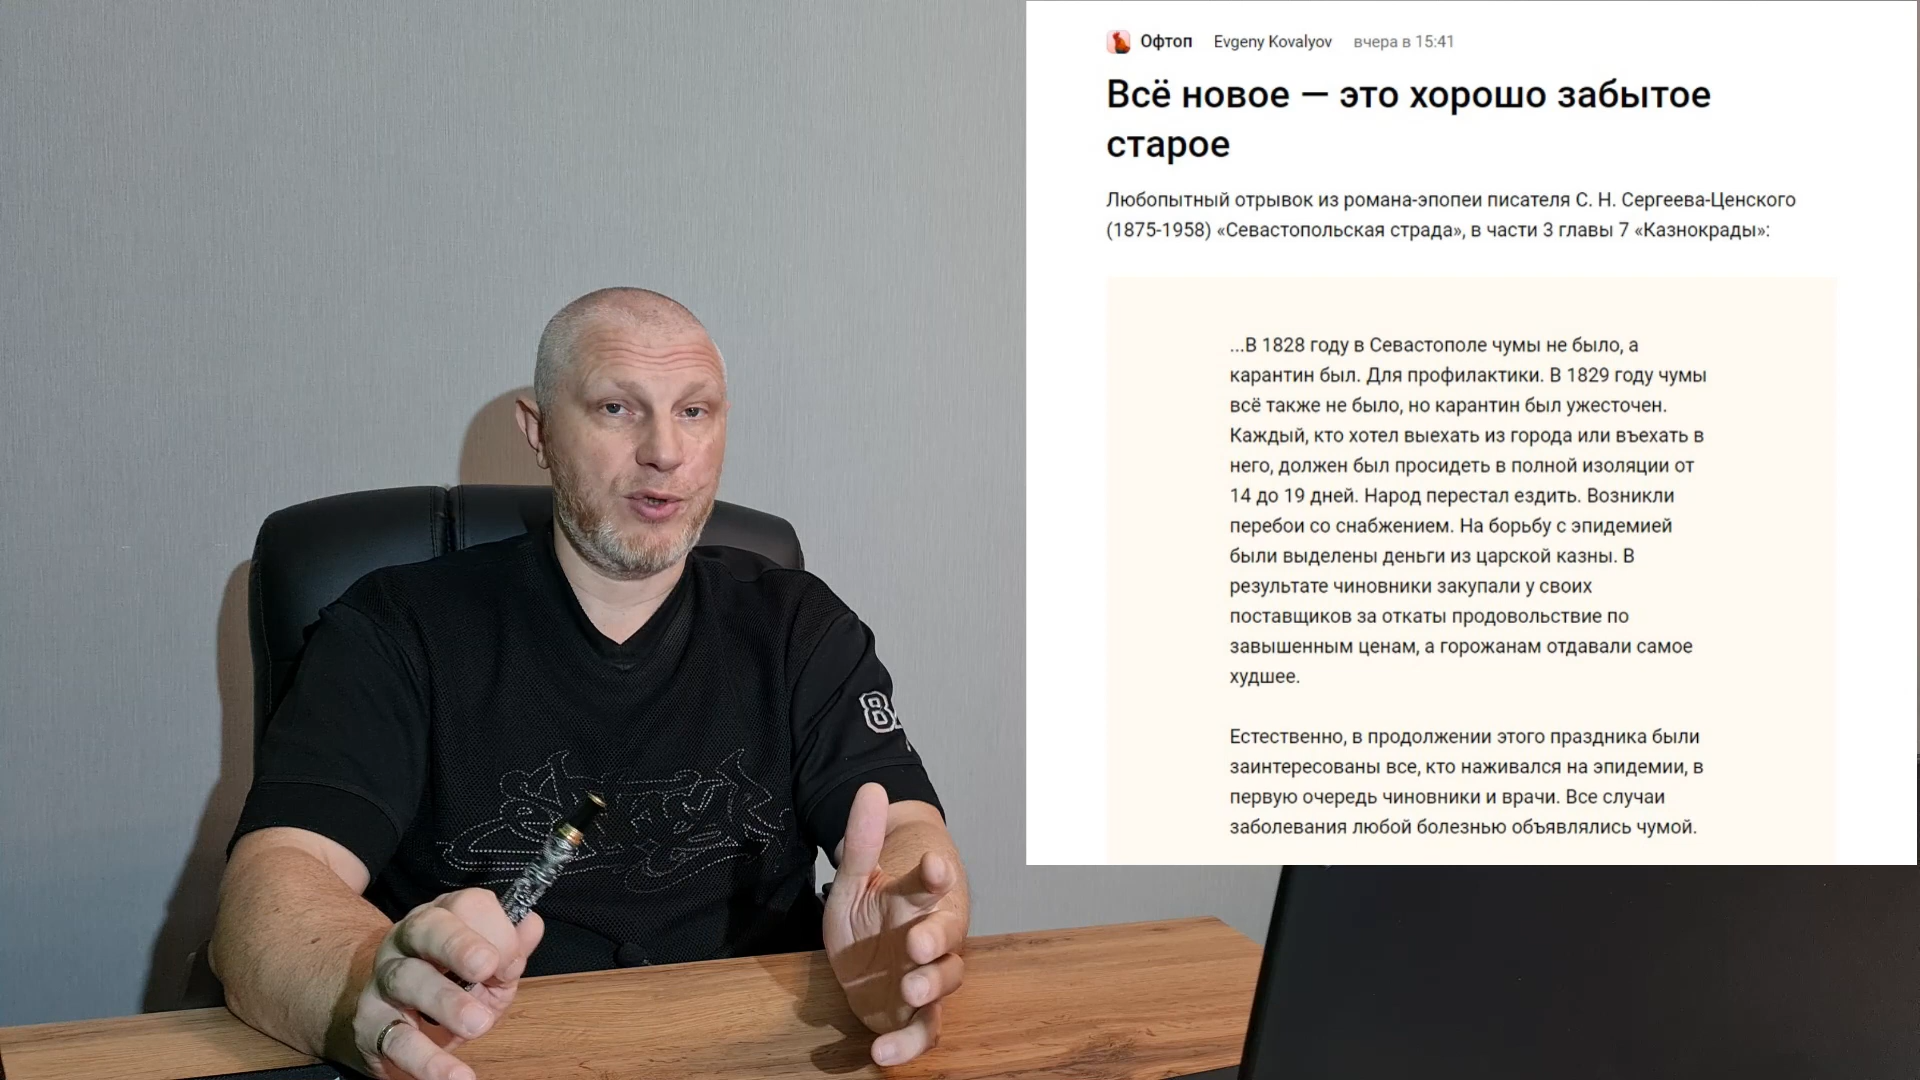 Офтоп Evgeny Kovalyov вчера в 15:41
Всё новое — это хорошо забытое
старое
Любопытный отрывок из романа-эпопеи писателя С. Н. Сергеева-Ценского
(1875-1958) «Севастопольская страда», в части 3 главы 7 «Казнокрады»:
...В 1828 году в Севастополе чумы не было, а
карантин был. Для профилактики. В 1829 году чумы
всё также не было, но карантин был ужесточен.
Каждый, кто хотел выехать из города или въехать в
него, должен был просидеть в полной изоляции от
14 до 19 дней. Народ перестал ездить. Возникли
перебои со снабжением. На борьбу с эпидемией
были выделены деньги из царской казны. В
результате чиновники закупали у своих
поставщиков за откаты продовольствие по
завышенным ценам, а горожанам отдавали самое
худшее.
Естественно, в продолжении этого праздника были
заинтересованы все, кто наживался на эпидемии, в
первую очередь чиновники и врачи. Все случаи
заболевания любой болезнью объявлялись чумой.